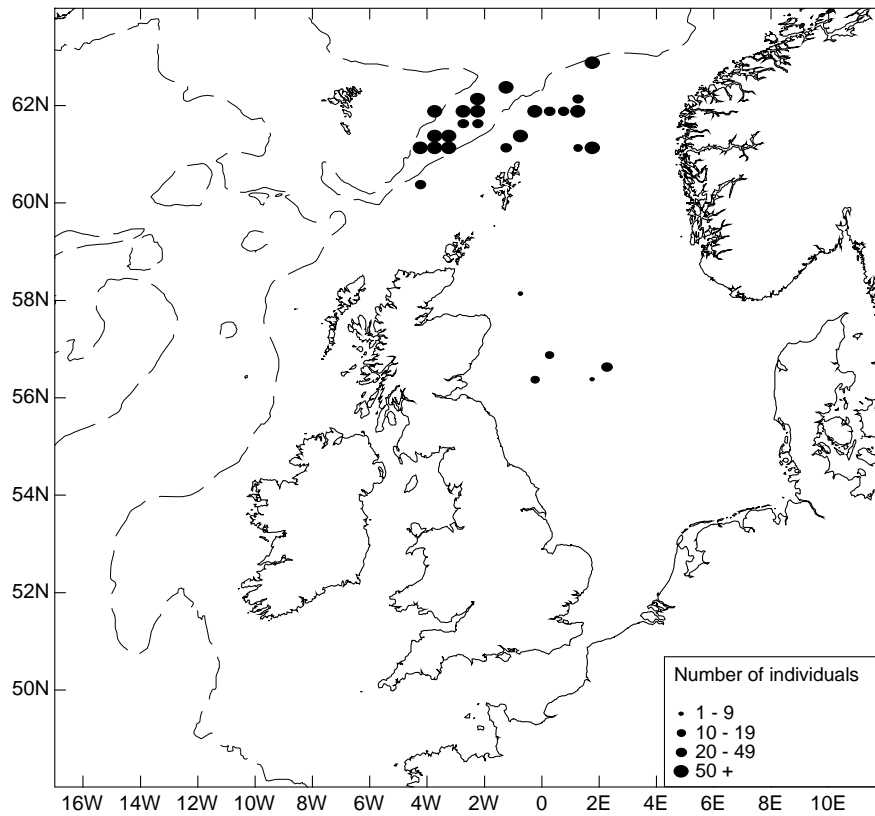 62N
60N
58N
56N
54N
52N
50N
Number of individuals
1 - 9
10 - 19
20 - 49
50 +
16W 14W 12W 10W 8W 6W 4W 2W 0 2E 4E 6E 8E 10E